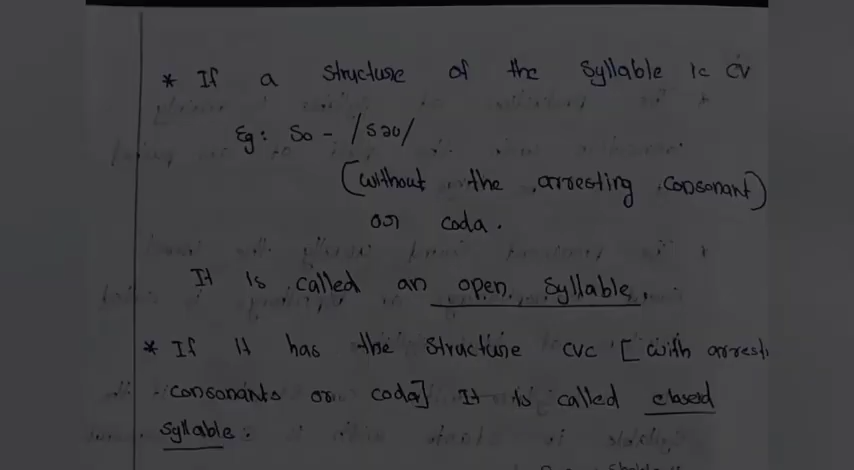 * If a structure of the syllable is CV
Eg: So - /səʊ/
(without the arresting consonant)
or coda.
It is called an open syllable.
* If it has the structure CVC [with arresti
consonants or coda] It is called closed
syllable.